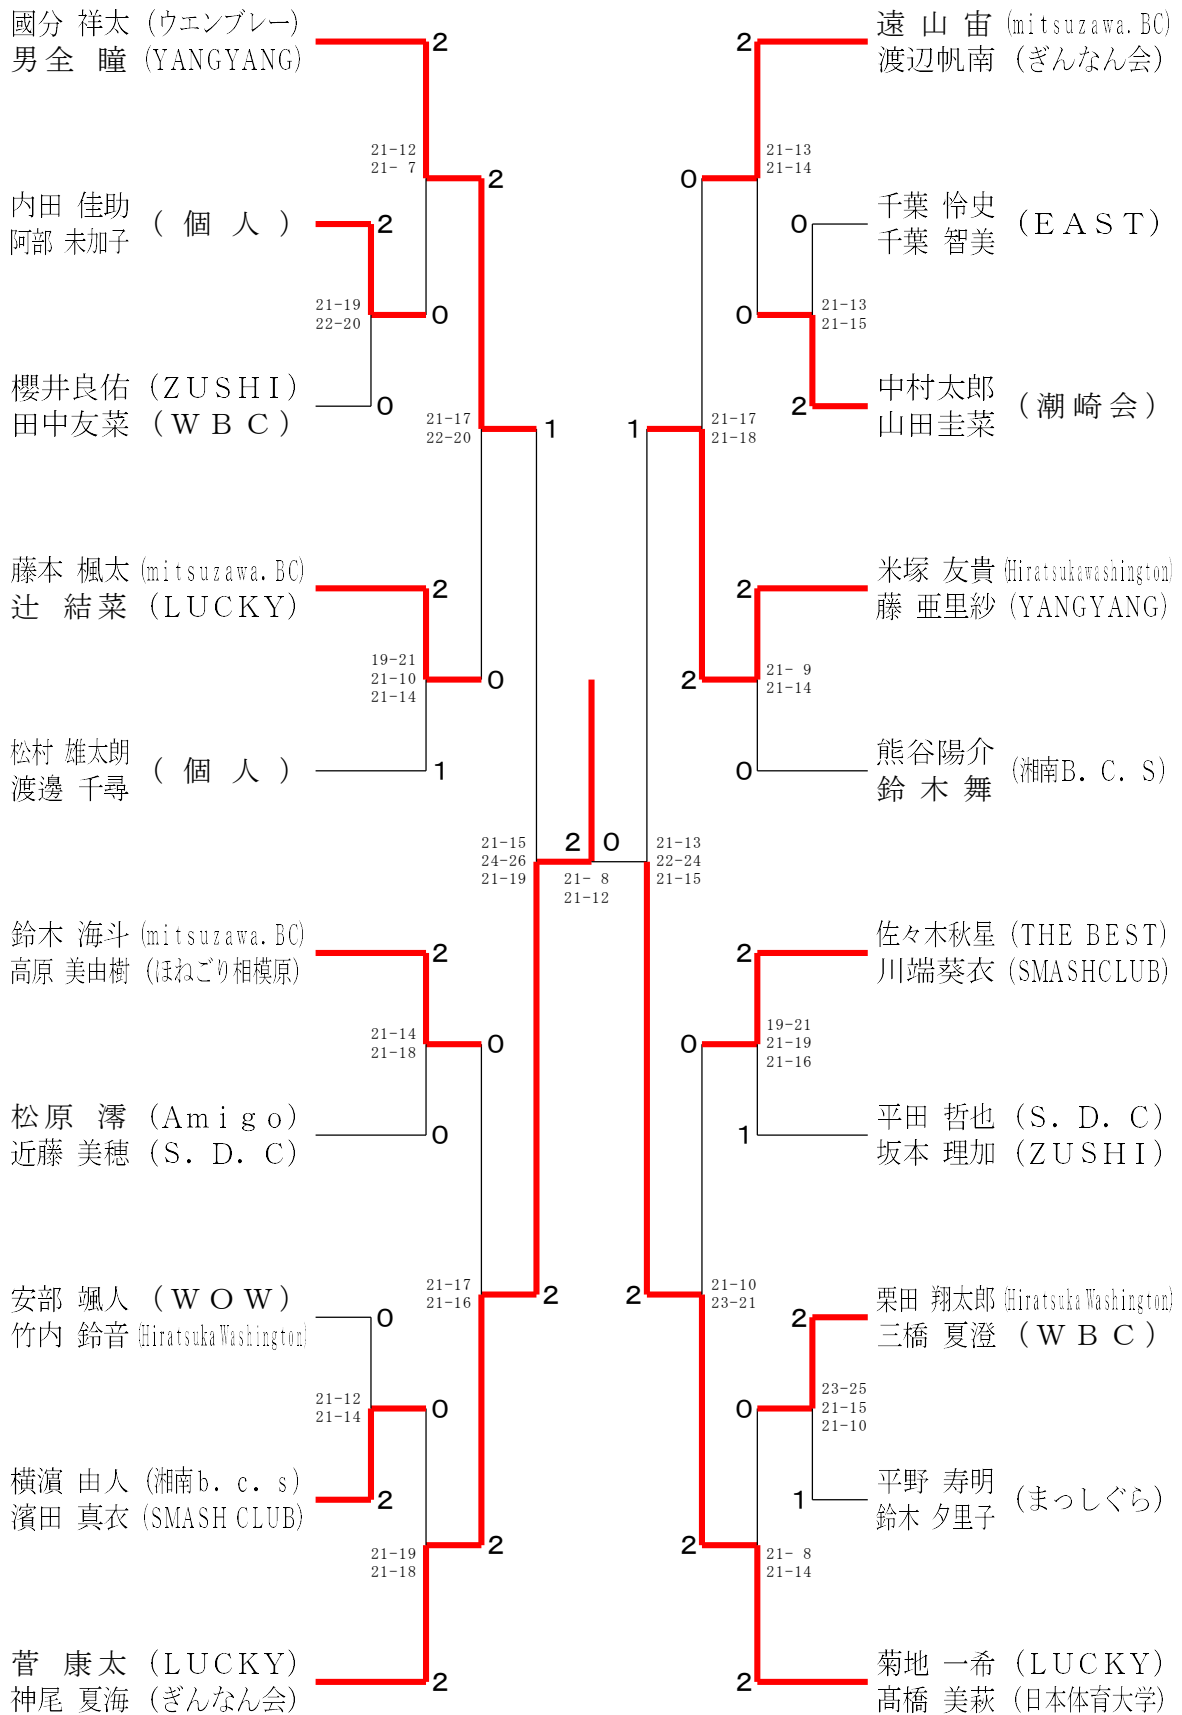 國分 祥太 (ウエンブレー)
男全 瞳 (YANGYANG)
2
21-12
21- 7
2
内田 佳助
阿部 未加子
(個人)
2
21-19
22-20
0
櫻井良佑 (ZUSHI)
田中友菜 (WBC)
0
21-17
22-20
1
藤本 楓太 (mitsuzawa.BC)
辻 結菜 (LUCKY)
2
19-21
21-10
21-14
0
松村 雄太朗
渡邊 千尋
(個人)
1
21-15
24-26
21-19
2 0
21- 8
21-12
鈴木 海斗 (mitsuzawa.BC)
高原 美由樹 (ほねごり相模原)
2
21-14
21-18
0
松原 澪 (Amigo)
近藤 美穂 (S.D.C)
0
21-17
21-16
2
安部 颯人 (WOW)
竹内 鈴音 (HiratsukaWashington)
0
21-12
21-14
0
横濵 由人 (湘南b.c.s)
濱田 真衣 (SMASH CLUB)
2
21-19
21-18
2
菅 康太 (LUCKY)
神尾 夏海 (ぎんなん会)
2
2
遠山宙 (mitsuzawa.BC)
渡辺帆南 (ぎんなん会)
0
21-13
21-14
0
千葉 怜史
千葉 智美
(EAST)
0
21-13
21-15
2
中村太郎
山田圭菜
(潮崎会)
1
21-17
21-18
2
米塚 友貴 (Hiratsukawashington)
藤 亜里紗 (YANGYANG)
2
21- 9
21-14
0
熊谷陽介
鈴木舞
(湘南B.C.S)
21-13
22-24
21-15
2
佐々木秋星 (THE BEST)
川端葵衣 (SMASHCLUB)
0
19-21
21-19
21-16
1
平田 哲也 (S.D.C)
坂本 理加 (ZUSHI)
2
21-10
23-21
2
栗田 翔太郎 (HiratsukaWashington)
三橋 夏澄 (WBC)
0
23-25
21-15
21-10
1
平野 寿明
鈴木 夕里子
(まっしぐら)
2
21- 8
21-14
2
菊地 一希 (LUCKY)
髙橋 美萩 (日本体育大学)